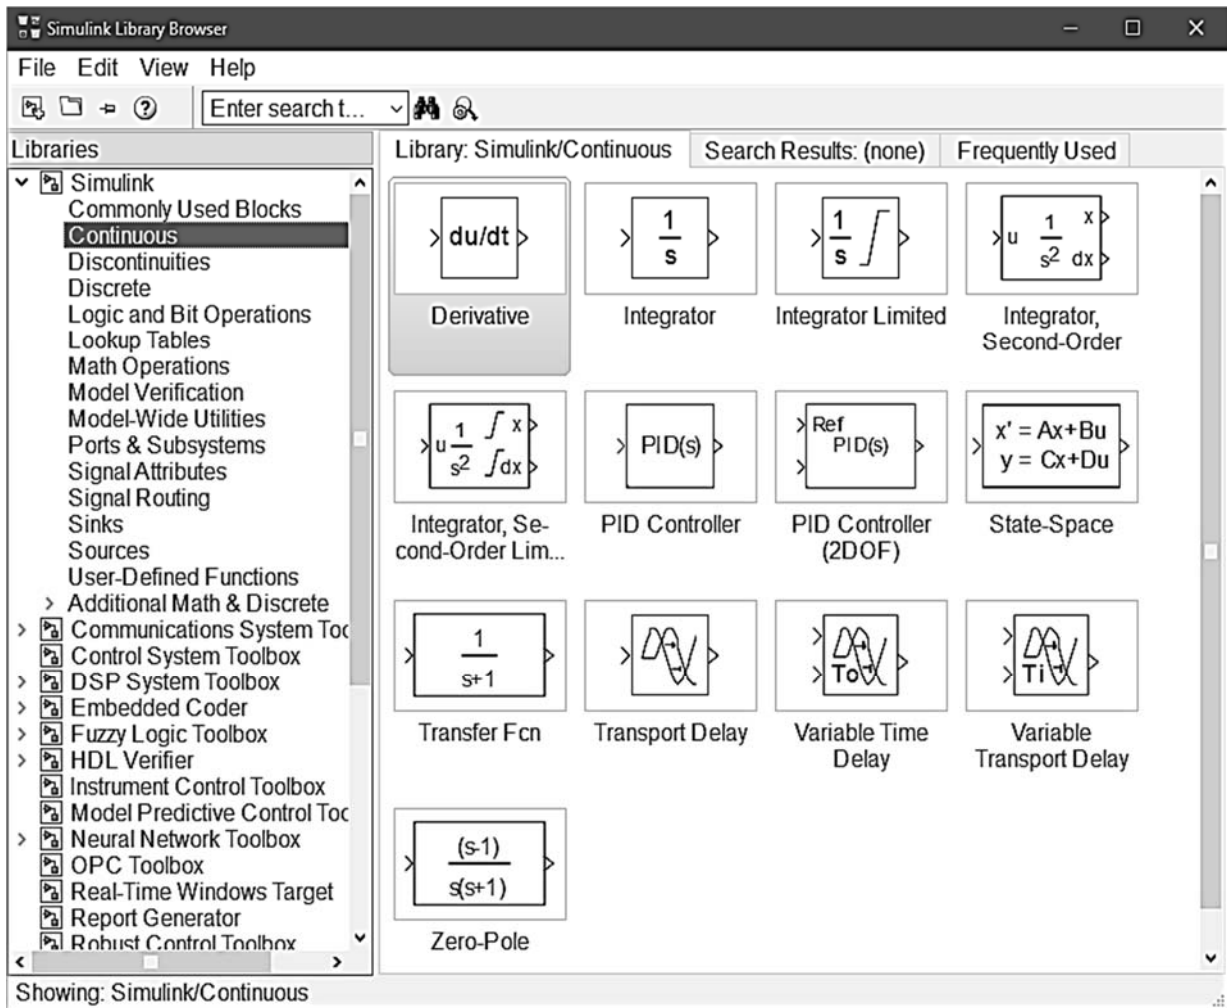 Simulink Library Browser
File Edit View Help
Enter search t...
Libraries
Simulink
Commonly Used Blocks
Continuous
Discontinuities
Discrete
Logic and Bit Operations
Lookup Tables
Math Operations
Model Verification
Model-Wide Utilities
Ports & Subsystems
Signal Attributes
Signal Routing
Sinks
Sources
User-Defined Functions
Additional Math & Discrete
Communications System Too
Control System Toolbox
DSP System Toolbox
Embedded Coder
Fuzzy Logic Toolbox
HDL Verifier
Instrument Control Toolbox
Model Predictive Control Too
Neural Network Toolbox
OPC Toolbox
Real-Time Windows Target
Report Generator
Robust Control Toolbox
Library: Simulink/Continuous Search Results: (none) Frequently Used
du/dt
Derivative
1
s
Integrator
1
s
Integrator Limited
u 1 x
s2 dx
Integrator,
Second-Order
u 1 x
s2 dx
Integrator, Se-
cond-Order Lim...
PID(s)
PID Controller
Ref
PID(s)
PID Controller
(2DOF)
x' = Ax+Bu
y = Cx+Du
State-Space
1
s+1
Transfer Fcn
Transport Delay
To
Variable Time
Delay
Ti
Variable
Transport Delay
(s-1)
s(s+1)
Zero-Pole
Showing: Simulink/Continuous